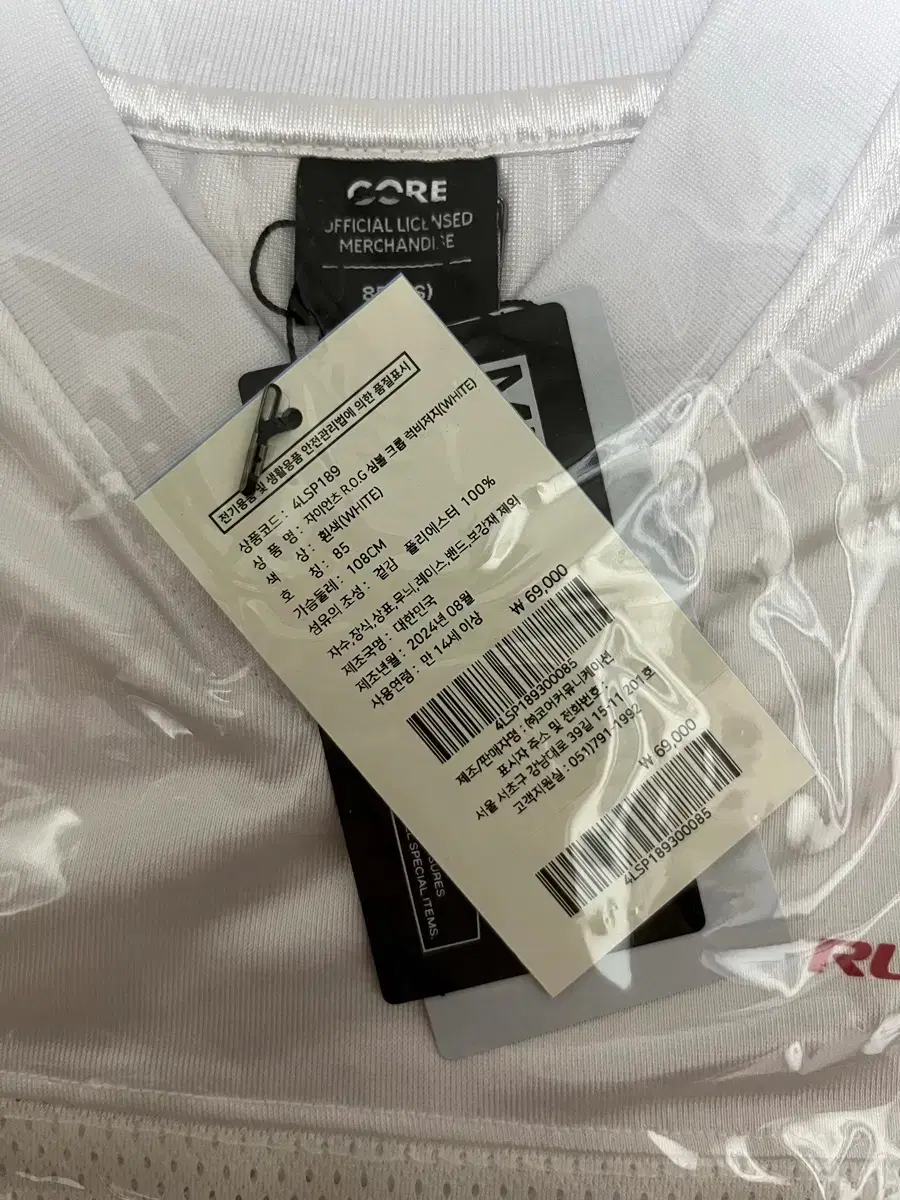 CORE
OFFICIAL LICENSED
MERCHANDISE
전기용품 및 생활용품 안전관리법에 의한 품질표시
상품코드 : 4LSP189
상 품 명 : 자이언츠 R.O.G 심볼 크롭 럭비저지(WHITE)
색 상 : 흰색(WHITE)
호 칭 : 85
가슴둘레 : 108CM
섬유의 조성 : 겉감 폴리에스터 100%
자수,장식,상표,무늬,레이스,밴드,보강재 제외
제조국명 : 대한민국
제조년월 : 2024년 08월
사용연령 : 만 14세 이상
₩ 69,000
4LSP189300085
제조/판매자명 : ㈜코어커뮤니케이션
표시자 주소 및 전화번호 :
서울 서초구 강남대로 39길 15-11 201호
고객지원실 : 051)791-1992
₩ 69,000
4LSP189300085
SPECIAL ITEMS.
RU